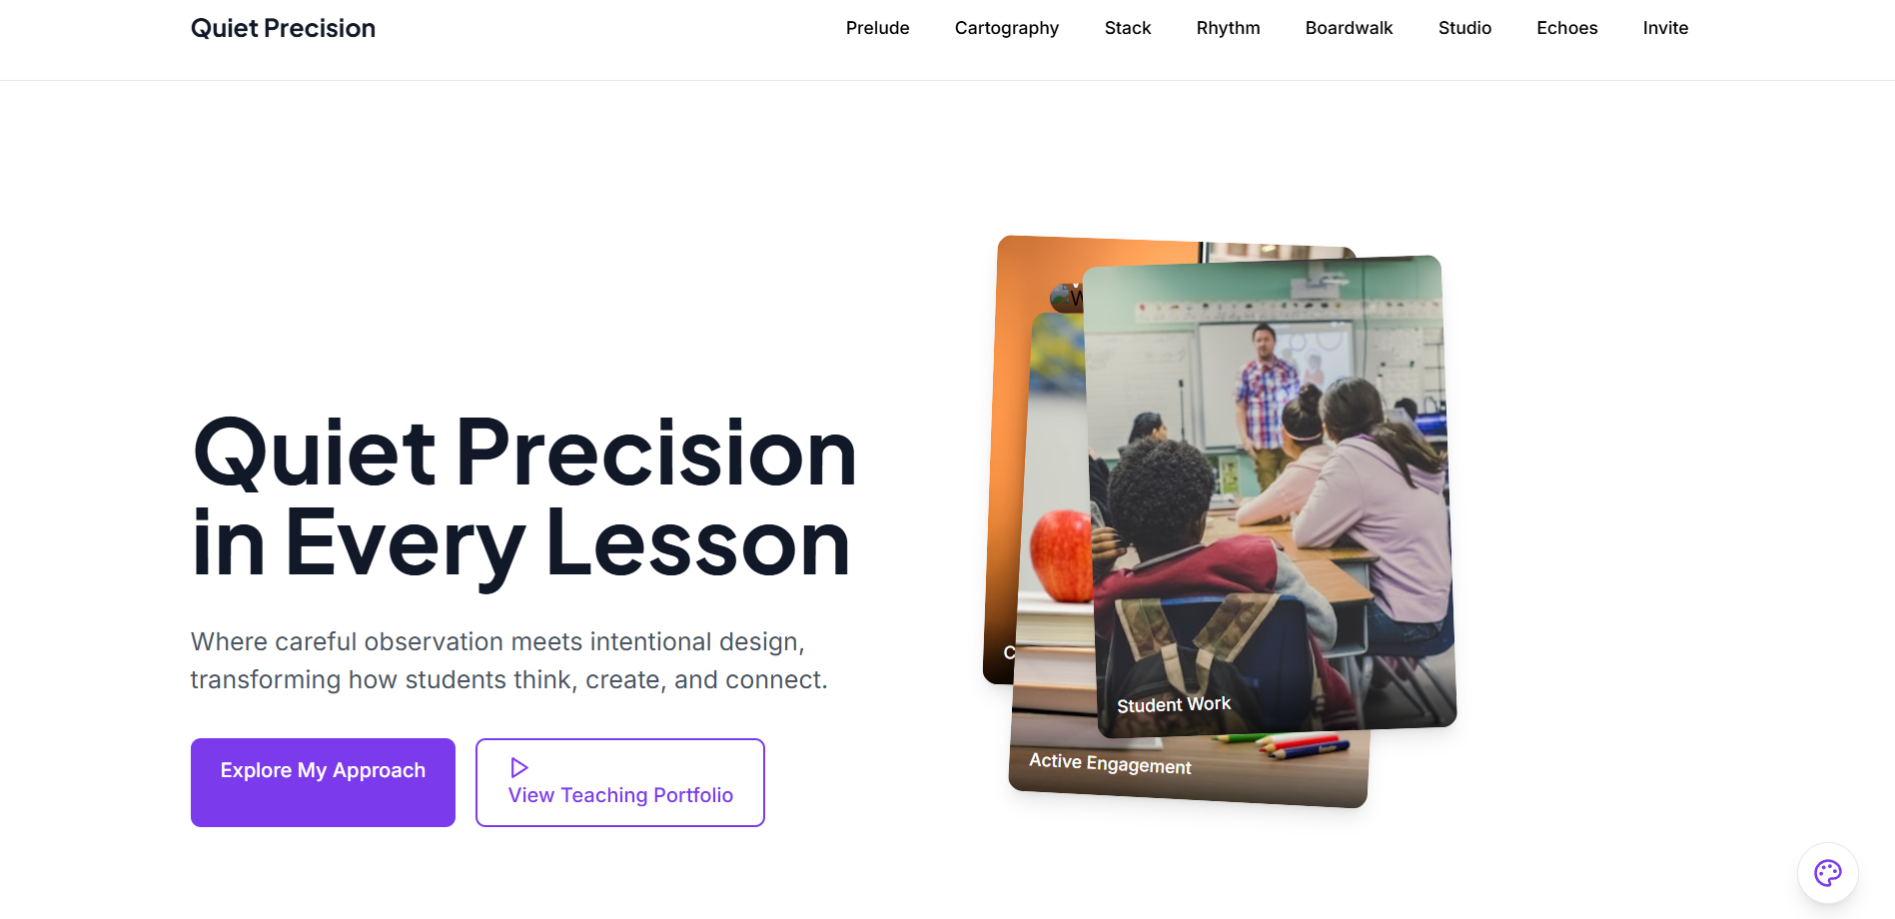 Quiet Precision
Prelude Cartography Stack Rhythm Boardwalk Studio Echoes Invite
Quiet Precision
in Every Lesson
Where careful observation meets intentional design,
transforming how students think, create, and connect.
Explore My Approach
View Teaching Portfolio
Student Work
Active Engagement